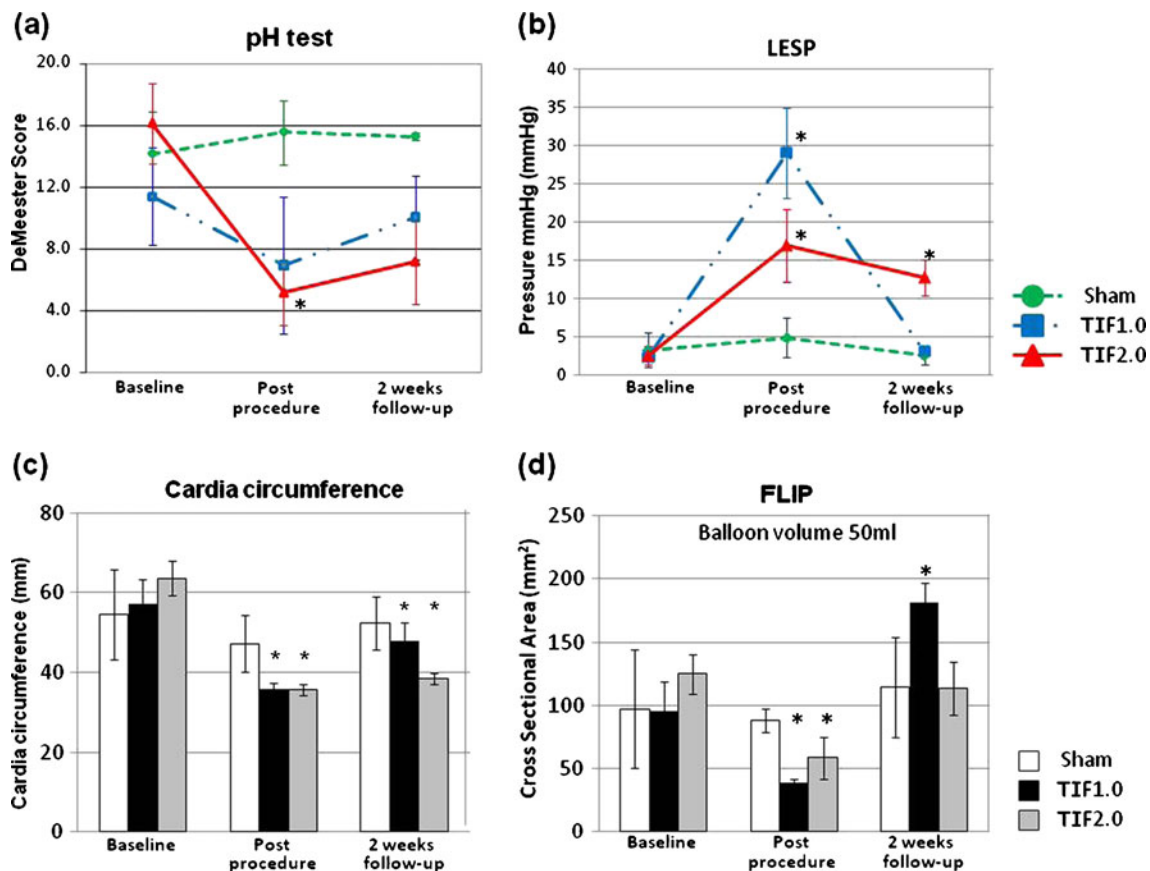 (a)
pH test
DeMeester Score
20.0
16.0
12.0
8.0
4.0
0.0
*
Baseline
Post
procedure
2 weeks
follow-up
(b)
LESP
Pressure mmHg (mmHg)
40
35
30
25
20
15
10
5
0
*
*
*
Baseline
Post
procedure
2 weeks
follow-up
Sham
TIF1.0
TIF2.0
(c)
Cardia circumference
Cardia circumference (mm)
80
60
40
20
0
* *
* *
Baseline
Post
procedure
2 weeks
follow-up
(d)
FLIP
Balloon volume 50ml
Cross Sectional Area (mm²)
250
200
150
100
50
0
* *
*
Baseline
Post
procedure
2 weeks
follow-up
Sham
TIF1.0
TIF2.0